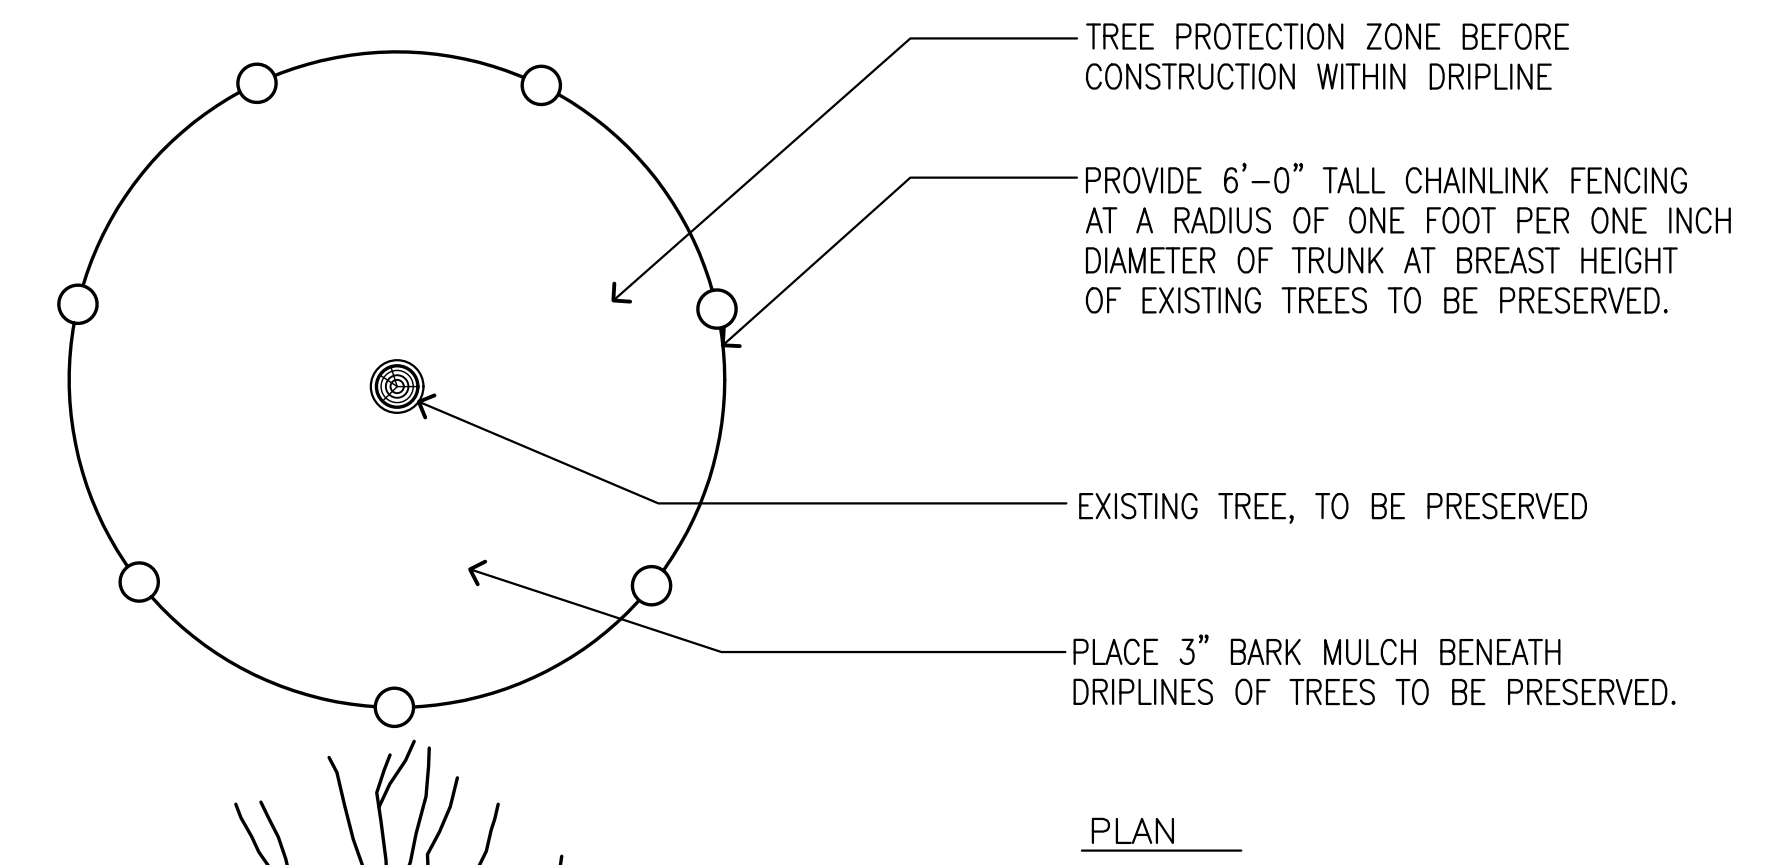 TREE PROTECTION ZONE BEFORE
CONSTRUCTION WITHIN DRIPLINE
PROVIDE 6'-0" TALL CHAINLINK FENCING
AT A RADIUS OF ONE FOOT PER ONE INCH
DIAMETER OF TRUNK AT BREAST HEIGHT
OF EXISTING TREES TO BE PRESERVED.
EXISTING TREE, TO BE PRESERVED
PLACE 3" BARK MULCH BENEATH
DRIPLINES OF TREES TO BE PRESERVED.
PLAN